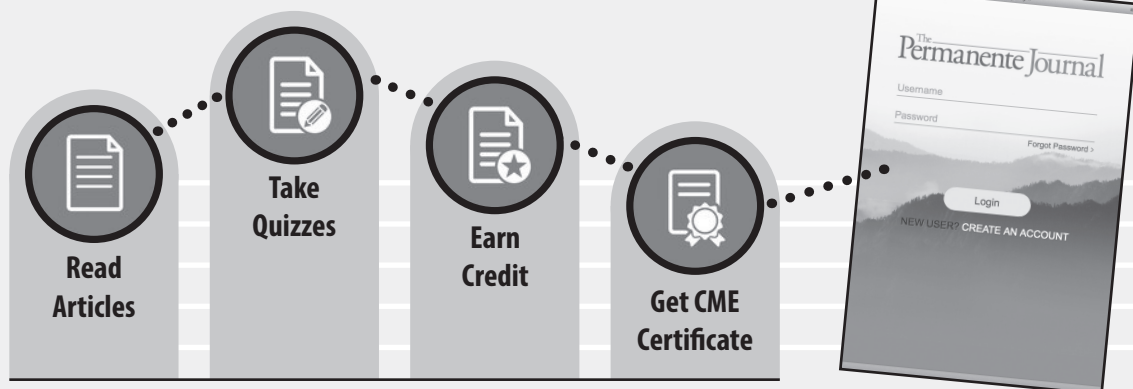 Read
Articles
Take
Quizzes
Earn
Credit
Get CME
Certificate
The
Permanente Journal
Username
Password
Forgot Password >
Login
NEW USER? CREATE AN ACCOUNT